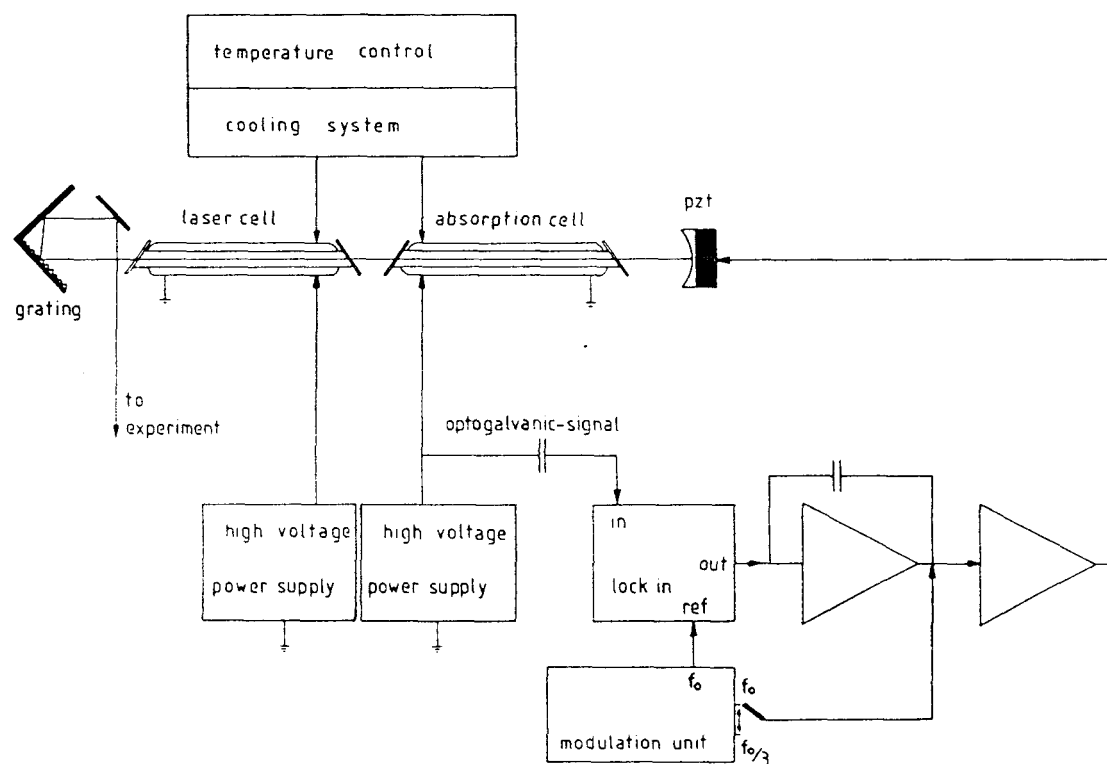 temperature control
cooling system
laser cell
absorption cell
pzt
grating
to
experiment
optogalvanic-signal
high voltage
power supply
high voltage
power supply
in
out
lock in
ref
f₀
f₀
modulation unit
f₀/3